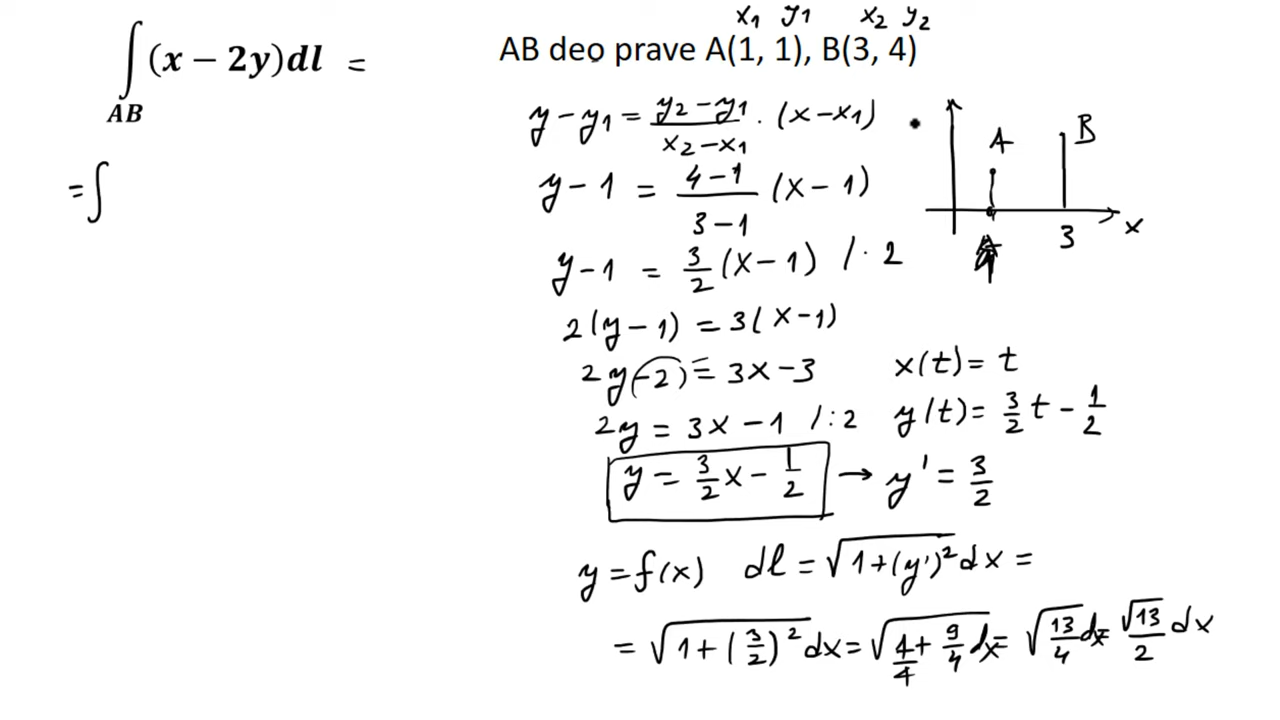 ∫_AB (x − 2y)dl =
= ∫
x1 y1 x2 y2
AB deo prave A(1, 1), B(3, 4)
y − y1 = (y2 − y1)/(x2 − x1) · (x − x1)
y − 1 = (4 − 1)/(3 − 1) (x − 1)
y − 1 = 3/2 (x − 1) / · 2
2(y − 1) = 3(x − 1)
2y − 2 = 3x − 3
2y = 3x − 1 / : 2
y = 3/2 x − 1/2 → y' = 3/2
A
B
3
x
x(t) = t
y(t) = 3/2 t − 1/2
y = f(x) dl = √(1 + (y')²) dx =
= √(1 + (3/2)²) dx = √(4/4 + 9/4) dx = √(13/4) dx = √13/2 dx